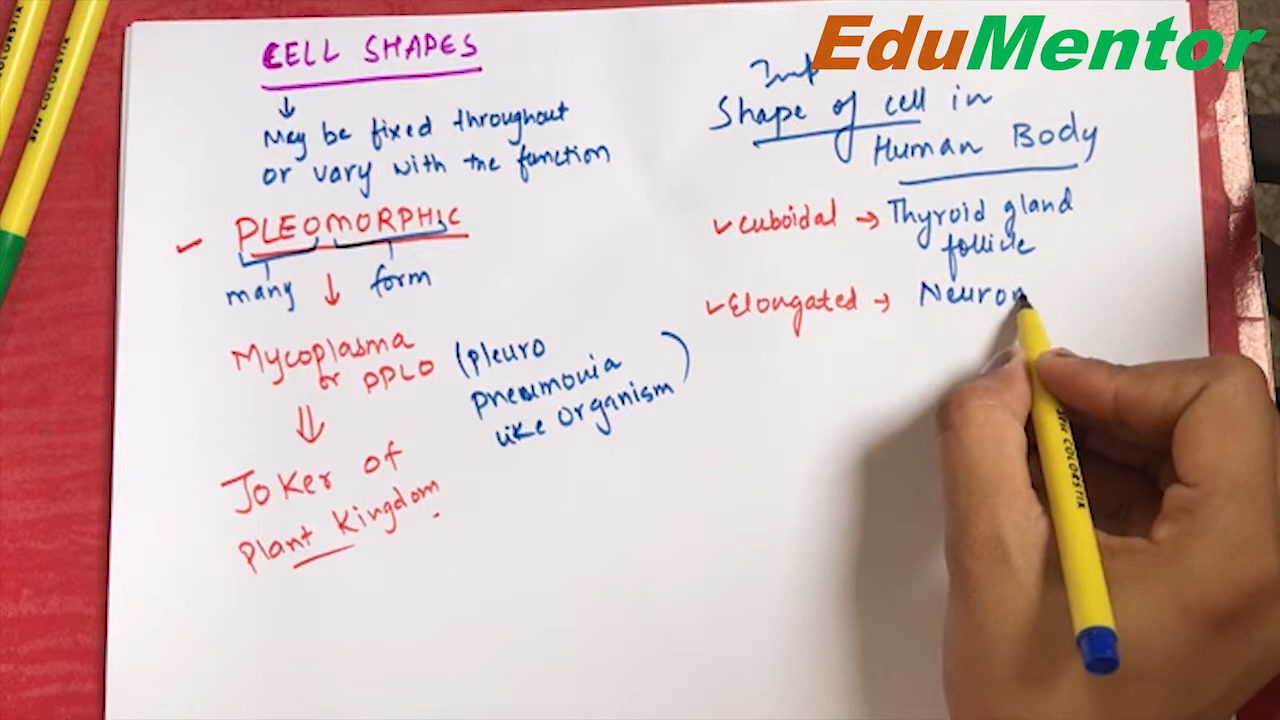 EduMentor
CELL SHAPES
↓
May be fixed throughout
or vary with the function
✓ PLEOMORPHIC
many ↓ form
Mycoplasma
or PPLO (pleuro
pneumonia
like organism)
⇓
Joker of
Plant Kingdom
Imp
Shape of cell in
Human Body
✓ Cuboidal → Thyroid gland
follicle
✓ Elongated → Neuron